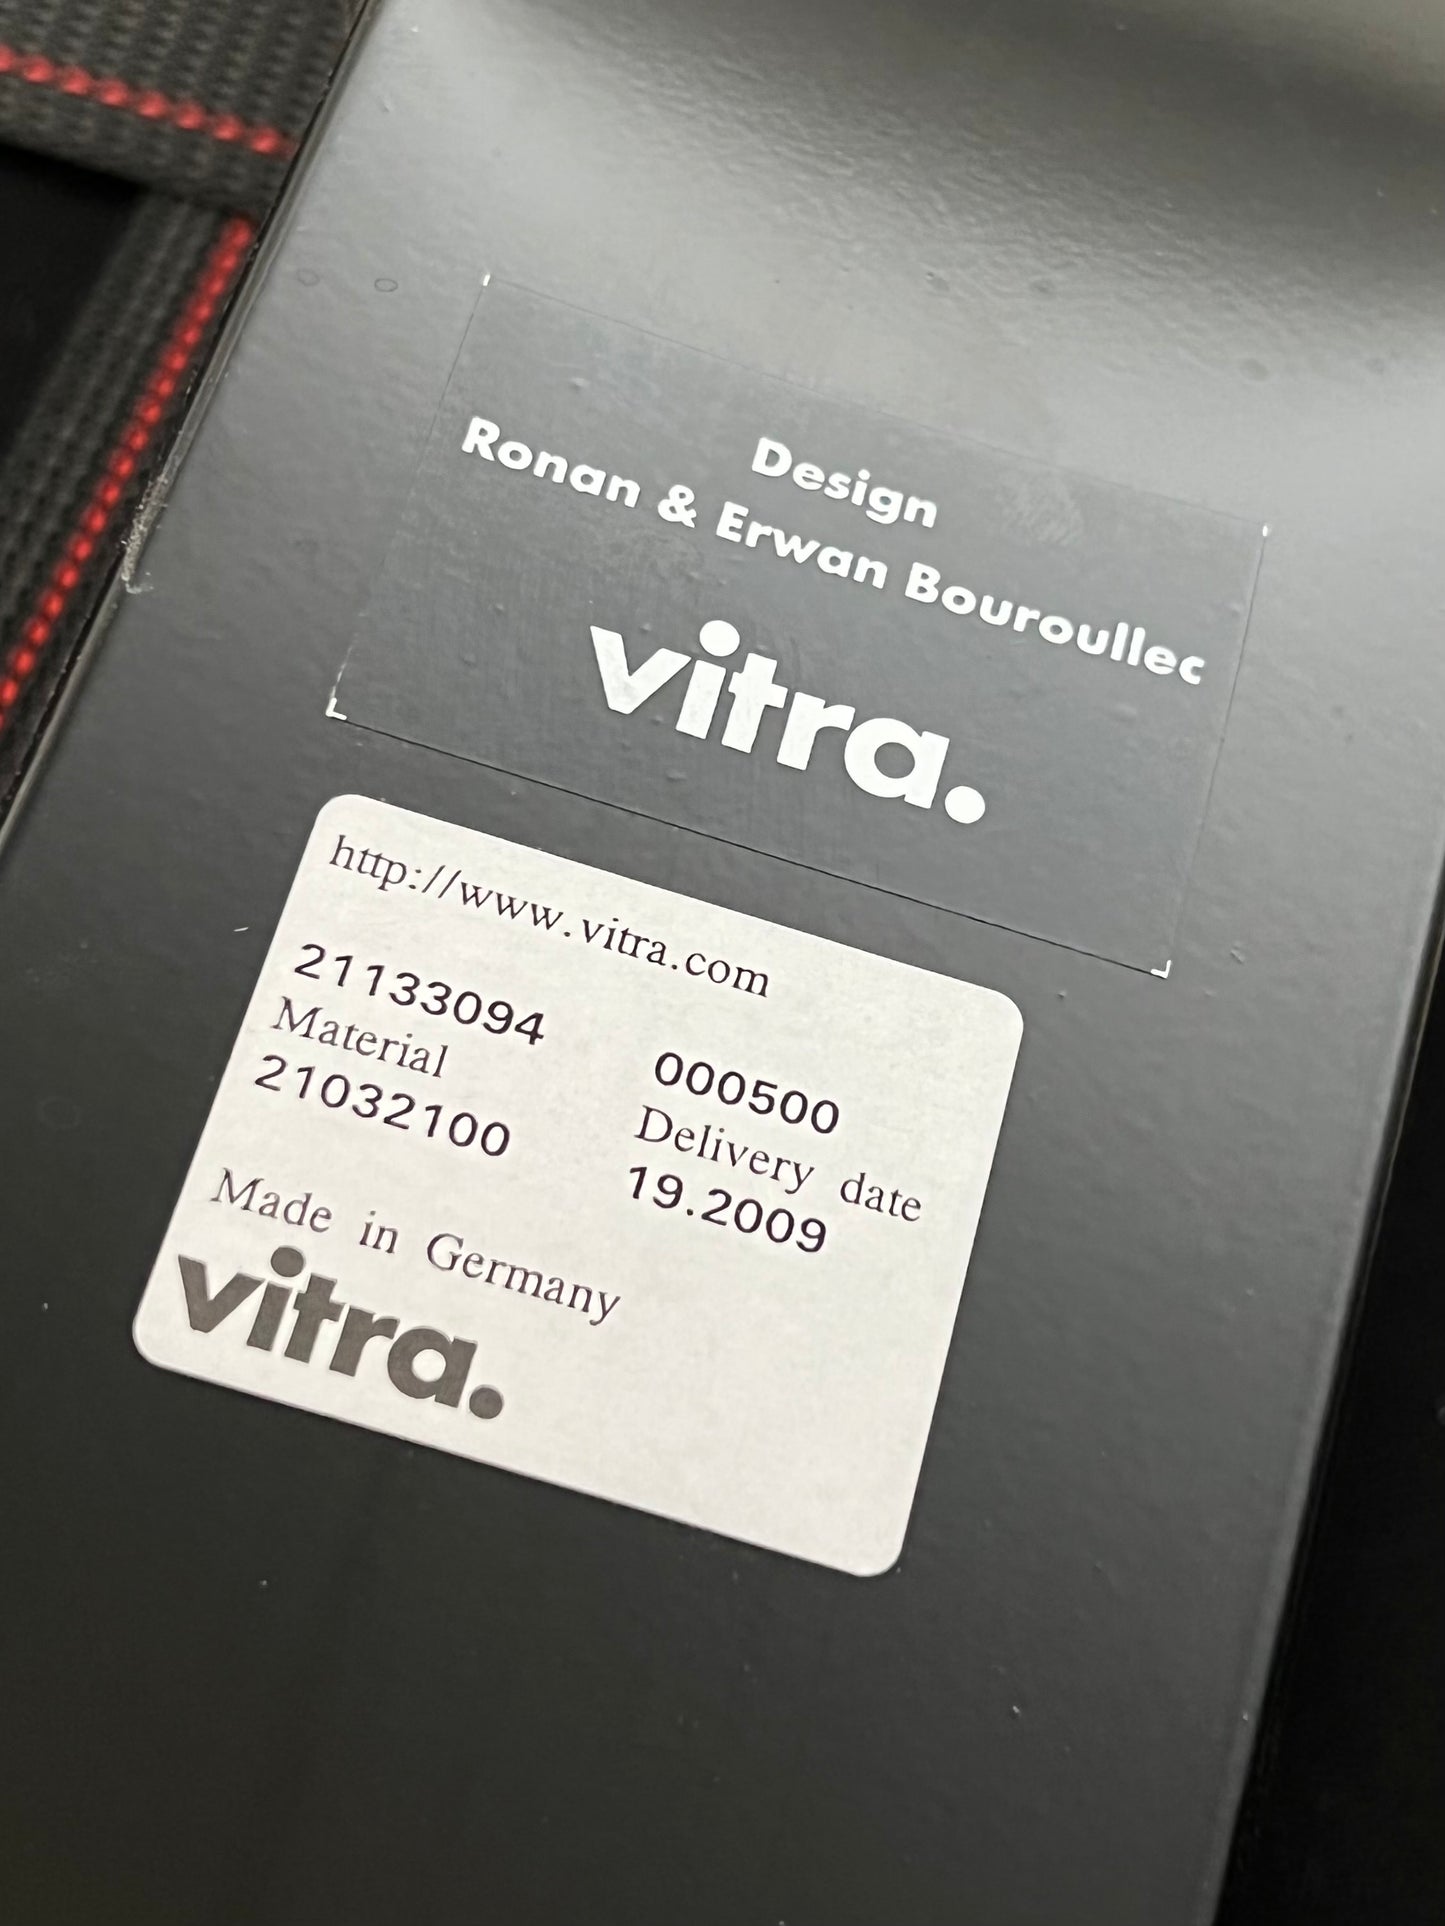 Design
Ronan & Erwan Bouroullec
vitra.
http://www.vitra.com
21133094 000500
Material Delivery date
21032100 19.2009
Made in Germany
vitra.